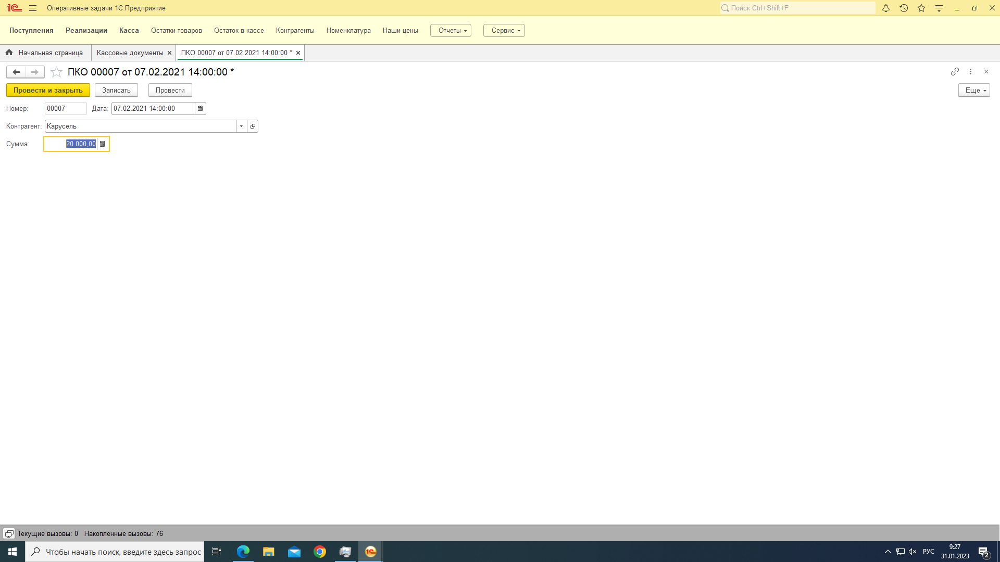 Оперативные задачи 1С:Предприятие
Поиск Ctrl+Shift+F
Поступления Реализации Касса Остатки товаров Остаток в кассе Контрагенты Номенклатура Наши цены Отчеты Сервис
Начальная страница Кассовые документы ПКО 00007 от 07.02.2021 14:00:00 *
ПКО 00007 от 07.02.2021 14:00:00 *
Провести и закрыть Записать Провести Еще
Номер: 00007 Дата: 07.02.2021 14:00:00
Контрагент: Карусель
Сумма: 20 000,00
Текущие вызовы: 0 Накопленные вызовы: 76
Чтобы начать поиск, введите здесь запрос
РУС
9:27
31.01.2023
2